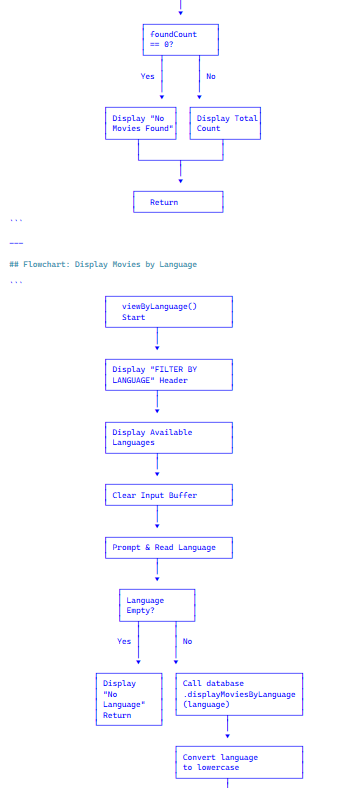 foundCount
== 0?
Yes No
Display "No
Movies Found"
Display Total
Count
Return
```
---
## Flowchart: Display Movies by Language
```
viewByLanguage()
Start
Display "FILTER BY
LANGUAGE" Header
Display Available
Languages
Clear Input Buffer
Prompt & Read Language
Language
Empty?
Yes No
Display
"No
Language"
Return
Call database
.displayMoviesByLanguage
(language)
Convert language
to lowercase